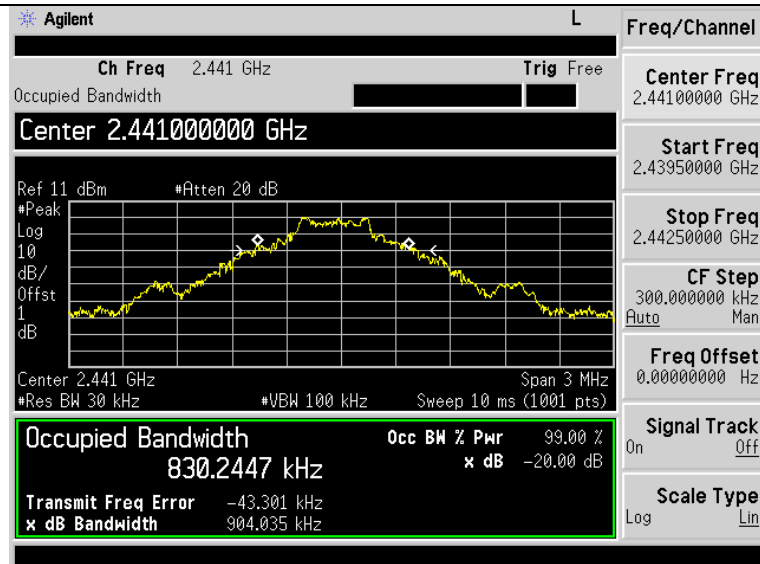 Agilent L
Ch Freq 2.441 GHz Trig Free
Occupied Bandwidth
Center 2.441000000 GHz
Ref 11 dBm #Atten 20 dB
#Peak
Log
10
dB/
Offst
1
dB
Center 2.441 GHz Span 3 MHz
#Res BW 30 kHz #VBW 100 kHz Sweep 10 ms (1001 pts)
Occupied Bandwidth Occ BW % Pwr 99.00 %
830.2447 kHz x dB -20.00 dB
Transmit Freq Error -43.301 kHz
x dB Bandwidth 904.035 kHz
Freq/Channel
Center Freq
2.44100000 GHz
Start Freq
2.43950000 GHz
Stop Freq
2.44250000 GHz
CF Step
300.000000 kHz
Auto Man
Freq Offset
0.00000000 Hz
Signal Track
On Off
Scale Type
Log Lin